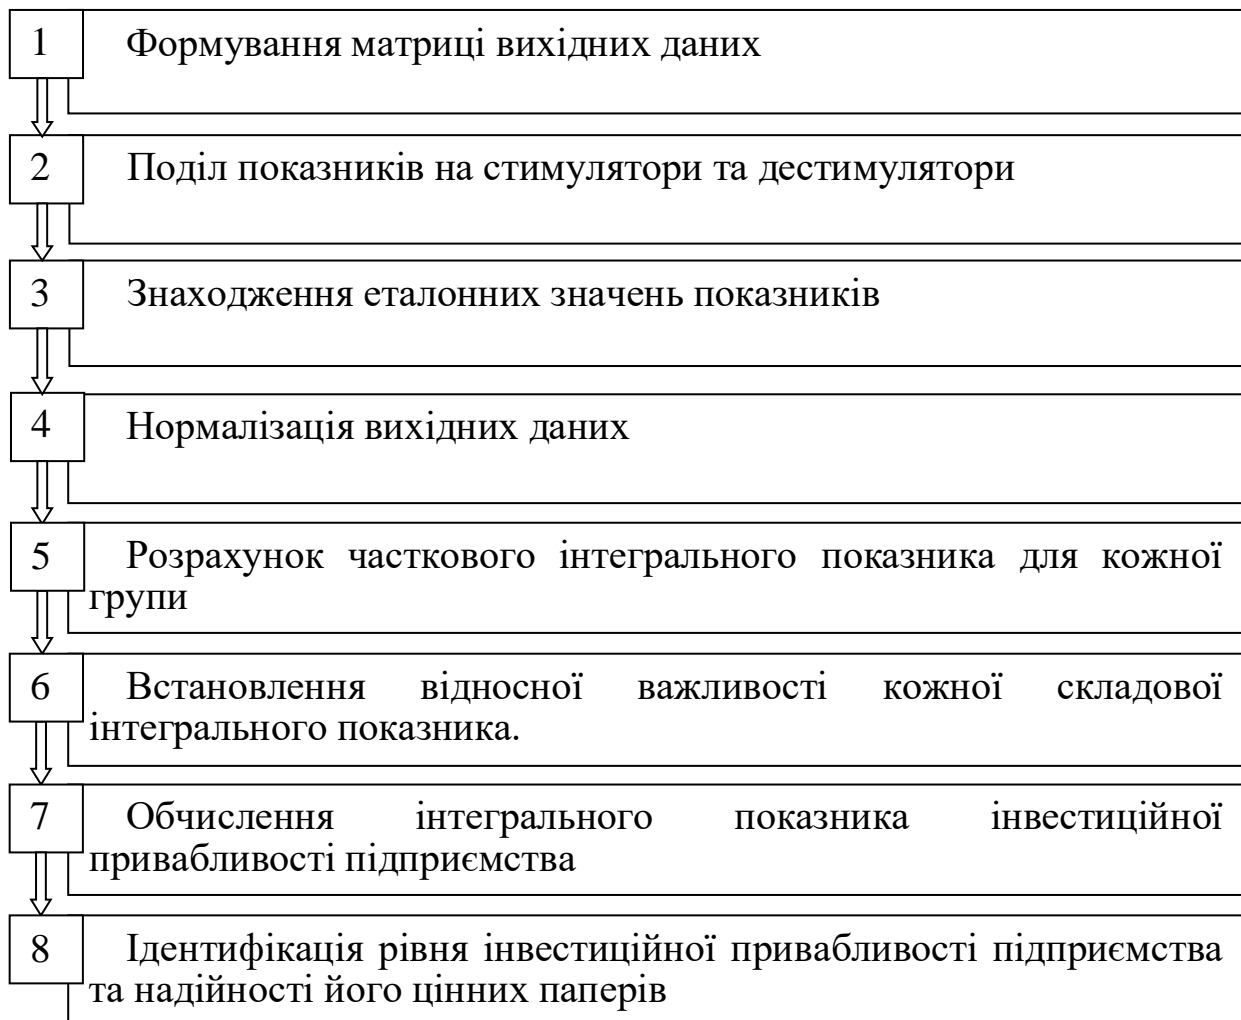 1 Формування матриці вихідних даних
2 Поділ показників на стимулятори та дестимулятори
3 Знаходження еталонних значень показників
4 Нормалізація вихідних даних
5 Розрахунок часткового інтегрального показника для кожної
групи
6 Встановлення відносної важливості кожної складової
інтегрального показника.
7 Обчислення інтегрального показника інвестиційної
привабливості підприємства
8 Ідентифікація рівня інвестиційної привабливості підприємства
та надійності його цінних паперів